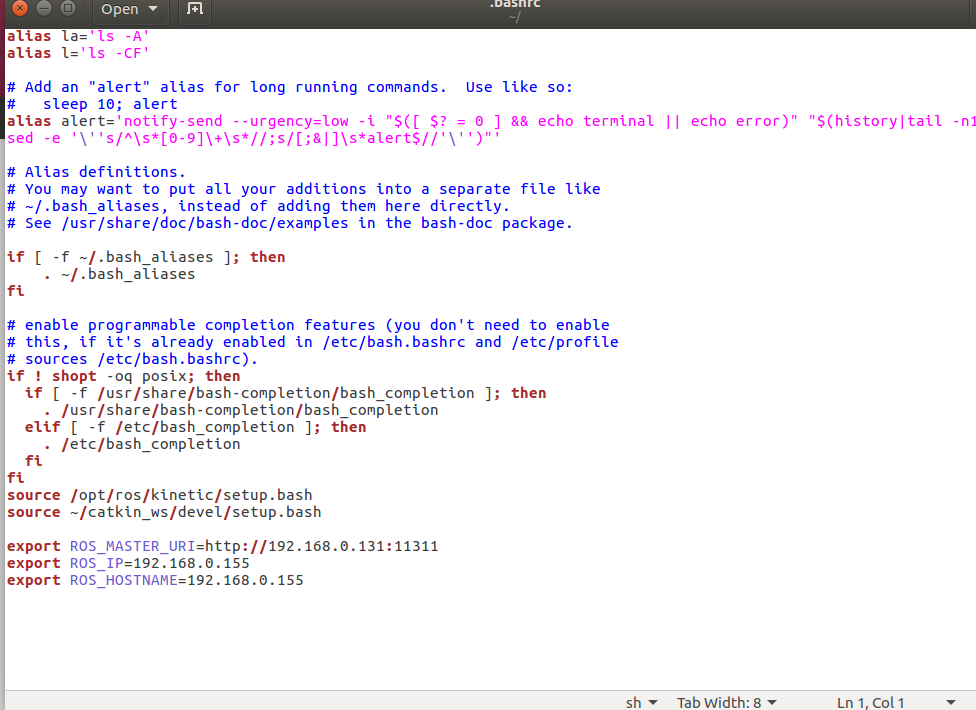 Open
.bashrc
~/
alias la='ls -A'
alias l='ls -CF'
# Add an "alert" alias for long running commands.  Use like so:
#   sleep 10; alert
alias alert='notify-send --urgency=low -i "$([ $? = 0 ] && echo terminal || echo error)" "$(history|tail -n1
sed -e '\''s/^\s*[0-9]\+\s*//;s/[;&|]\s*alert$//'\'')"'
# Alias definitions.
# You may want to put all your additions into a separate file like
# ~/.bash_aliases, instead of adding them here directly.
# See /usr/share/doc/bash-doc/examples in the bash-doc package.
if [ -f ~/.bash_aliases ]; then
    . ~/.bash_aliases
fi
# enable programmable completion features (you don't need to enable
# this, if it's already enabled in /etc/bash.bashrc and /etc/profile
# sources /etc/bash.bashrc).
if ! shopt -oq posix; then
  if [ -f /usr/share/bash-completion/bash_completion ]; then
    . /usr/share/bash-completion/bash_completion
  elif [ -f /etc/bash_completion ]; then
    . /etc/bash_completion
  fi
fi
source /opt/ros/kinetic/setup.bash
source ~/catkin_ws/devel/setup.bash
export ROS_MASTER_URI=http://192.168.0.131:11311
export ROS_IP=192.168.0.155
export ROS_HOSTNAME=192.168.0.155
sh Tab Width: 8 Ln 1, Col 1